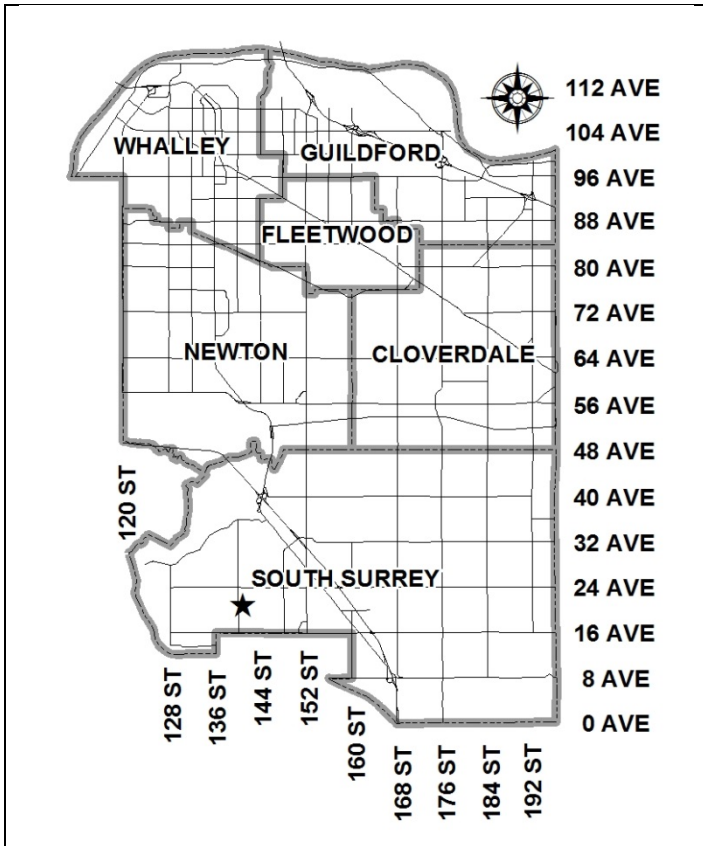 112 AVE
104 AVE
WHALLEY
GUILDFORD
96 AVE
88 AVE
FLEETWOOD
80 AVE
72 AVE
NEWTON
CLOVERDALE
64 AVE
56 AVE
48 AVE
120 ST
40 AVE
32 AVE
SOUTH SURREY
24 AVE
16 AVE
128 ST
136 ST
144 ST
152 ST
160 ST
8 AVE
0 AVE
168 ST
176 ST
184 ST
192 ST